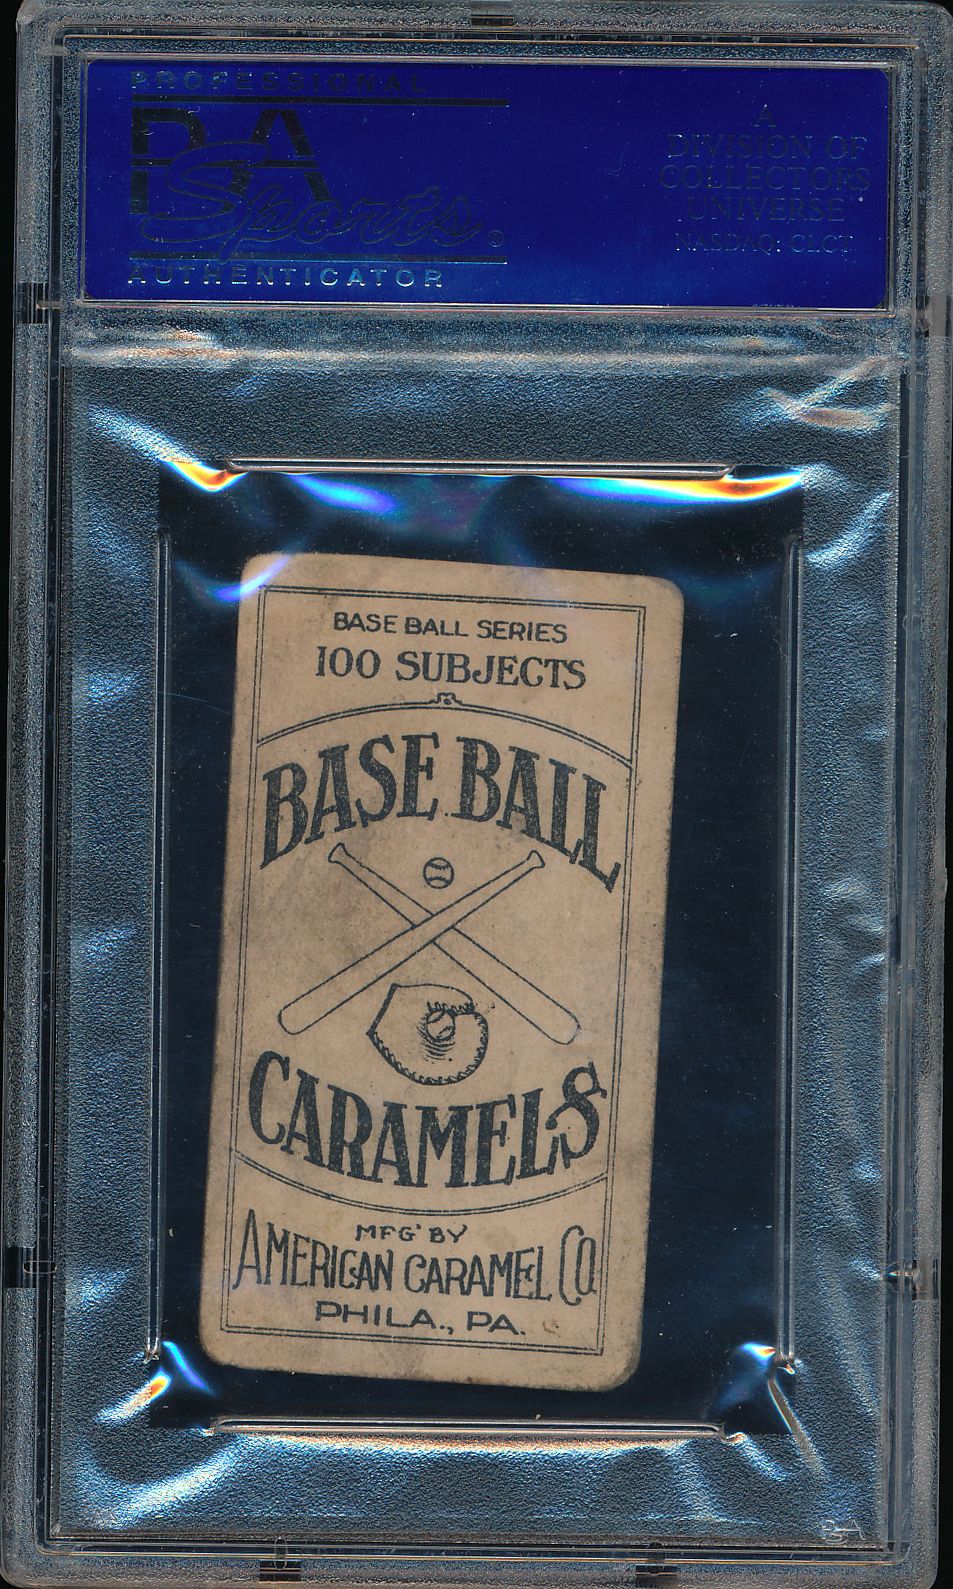 PROFESSIONAL
PSA
Sports®
AUTHENTICATOR
A
DIVISION OF
COLLECTORS
UNIVERSE
NASDAQ: CLCT
BASE BALL SERIES
100 SUBJECTS
BASE BALL
CARAMELS
MFG' BY
AMERICAN CARAMEL CO
PHILA., PA.
PSA